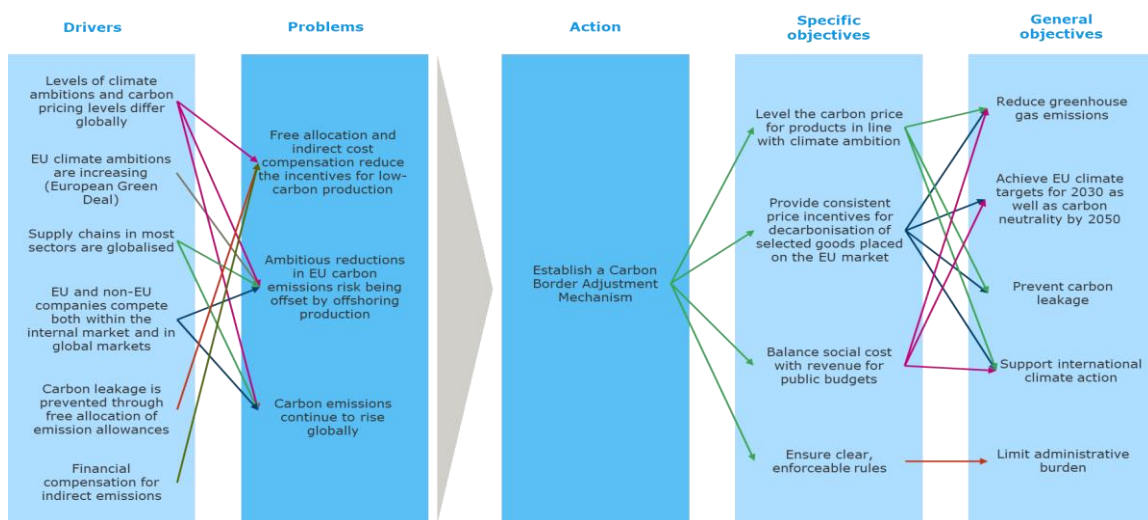 Drivers
Problems
Action
Specific
objectives
General
objectives
Levels of climate
ambitions and carbon
pricing levels differ
globally
EU climate ambitions
are increasing
(European Green
Deal)
Supply chains in most
sectors are globalised
EU and non-EU
companies compete
both within the
internal market and in
global markets
Carbon leakage is
prevented through
free allocation of
emission allowances
Financial
compensation for
indirect emissions
Free allocation and
indirect cost
compensation reduce
the incentives for low-
carbon production
Ambitious reductions
in EU carbon
emissions risk being
offset by offshoring
production
Carbon emissions
continue to rise
globally
Establish a Carbon
Border Adjustment
Mechanism
Level the carbon price
for products in line
with climate ambition
Provide consistent
price incentives for
decarbonisation of
selected goods placed
on the EU market
Balance social cost
with revenue for
public budgets
Ensure clear,
enforceable rules
Reduce greenhouse
gas emissions
Achieve EU climate
targets for 2030 as
well as carbon
neutrality by 2050
Prevent carbon
leakage
Support international
climate action
Limit administrative
burden